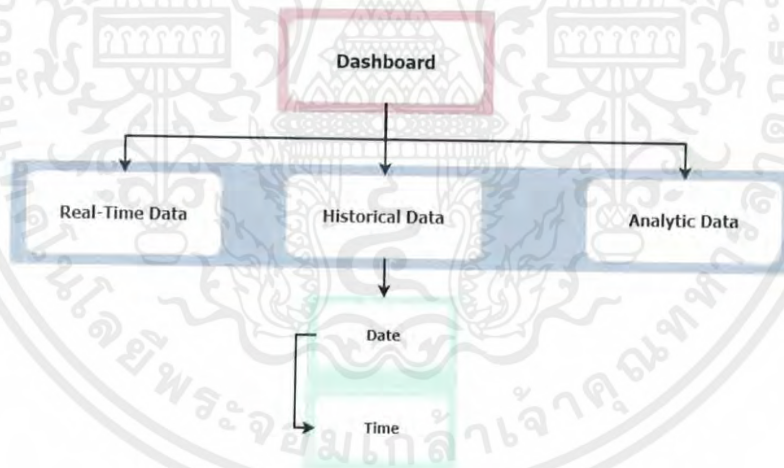 Dashboard
Real-Time Data
Historical Data
Analytic Data
Date
Time